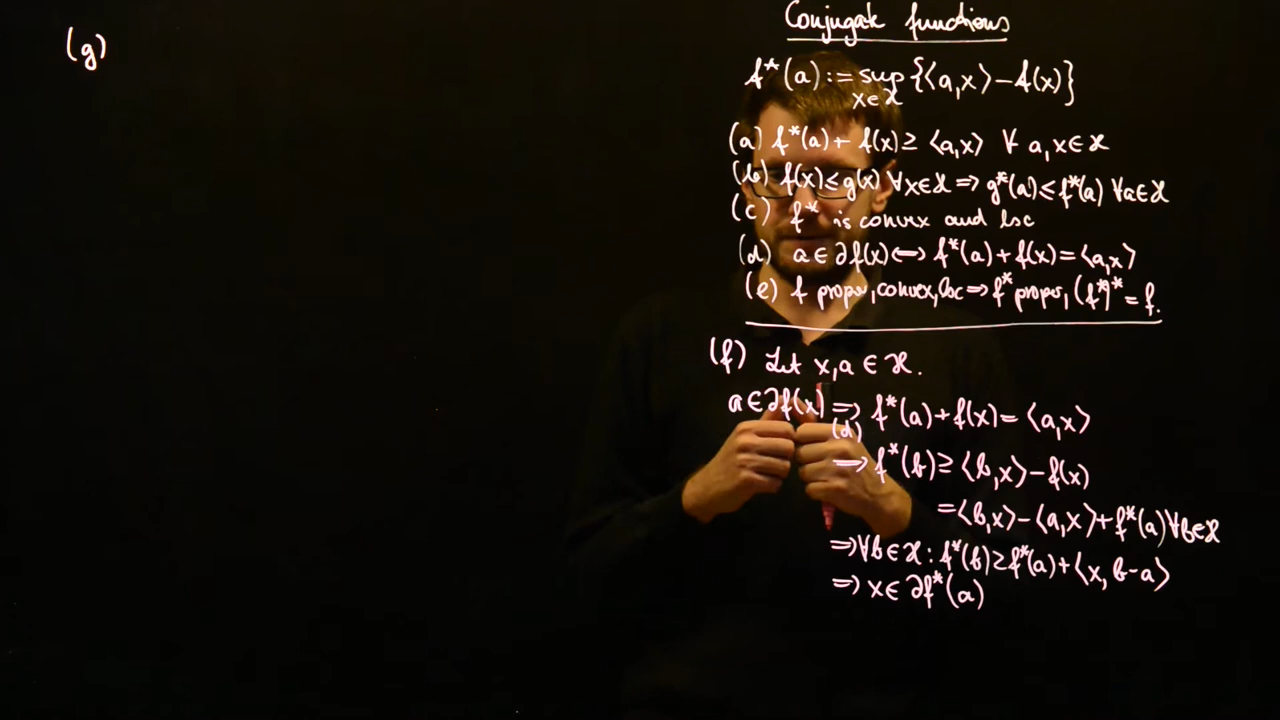 (g)
Conjugate functions
f*(a) := sup {⟨a,x⟩ − f(x)}
x∈ℋ
(a) f*(a) + f(x) ≥ ⟨a,x⟩ ∀ a,x∈ℋ
(b) f(x) ≤ g(x) ∀x∈ℋ ⟹ g*(a) ≤ f*(a) ∀a∈ℋ
(c) f* is convex and lsc
(d) a ∈ ∂f(x) ⟺ f*(a) + f(x) = ⟨a,x⟩
(e) f proper, convex, lsc ⟹ f* proper, (f*)* = f.
(f) Let x,a ∈ ℋ.
a ∈ ∂f(x) ⟹ f*(a) + f(x) = ⟨a,x⟩
(d)
⟹ f*(b) ≥ ⟨b,x⟩ − f(x)
= ⟨b,x⟩ − ⟨a,x⟩ + f*(a) ∀b∈ℋ
⟹ ∀b∈ℋ : f*(b) ≥ f*(a) + ⟨x, b−a⟩
⟹ x ∈ ∂f*(a)